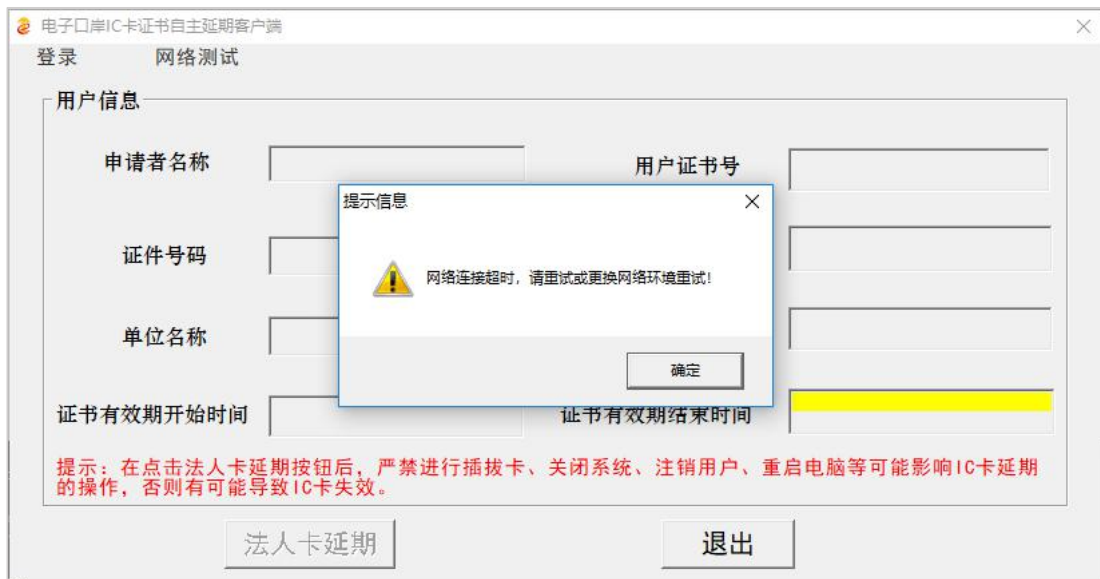 电子口岸IC卡证书自主延期客户端
登录 网络测试
用户信息
申请者名称 用户证书号
提示信息
证件号码
网络连接超时，请重试或更换网络环境重试!
单位名称
确定
证书有效期开始时间 证书有效期结束时间
提示：在点击法人卡延期按钮后，严禁进行插拔卡、关闭系统、注销用户、重启电脑等可能影响IC卡延期
的操作，否则有可能导致IC卡失效。
法人卡延期 退出